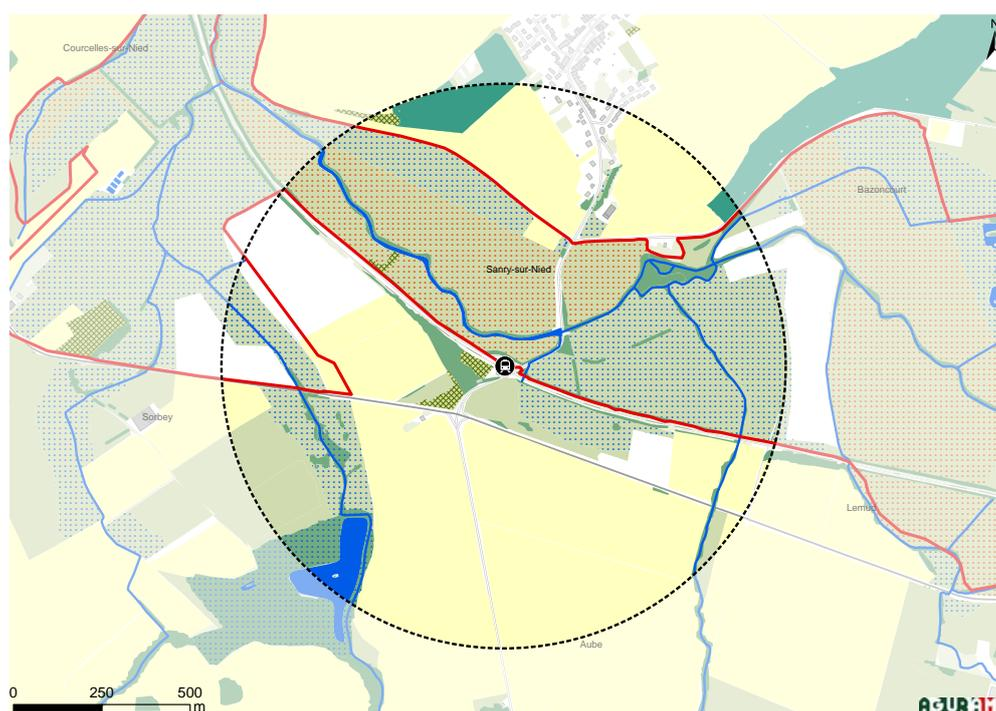 N
Courcelles-sur-Nied
Bazoncourt
Sanry-sur-Nied
Sorbey
Lemud
Aube
0 250 500
m
AGURAM